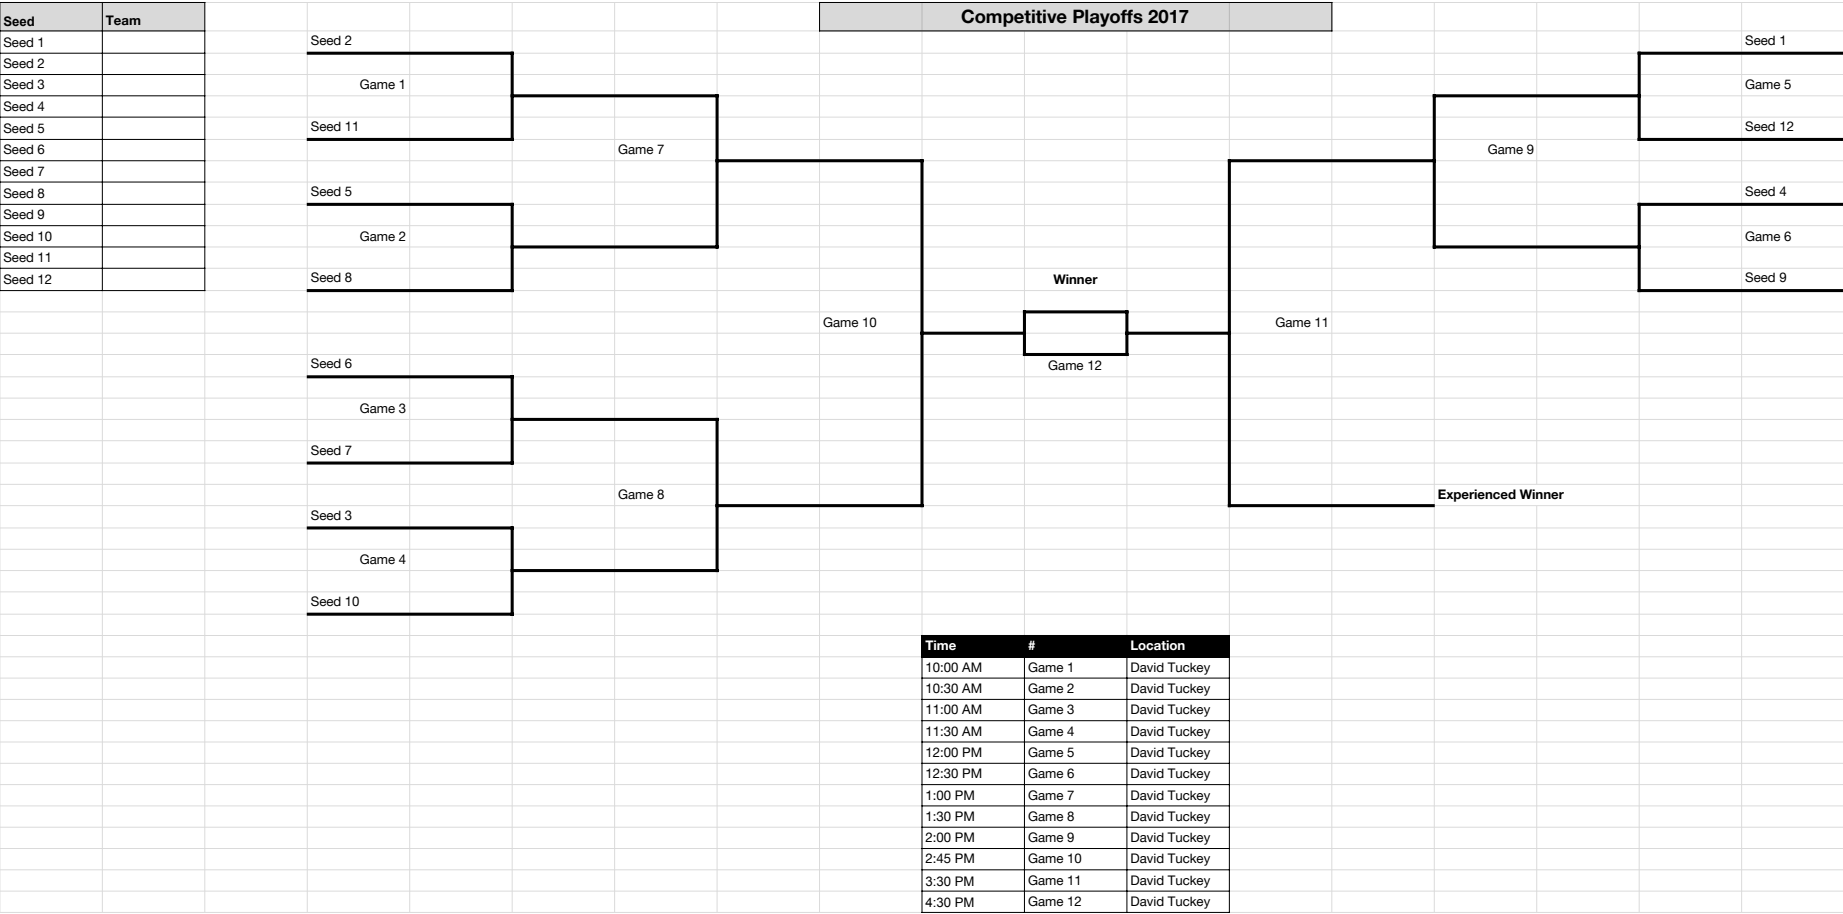 Competitive Playoffs 2017
Seed Team
Seed 1
Seed 2
Seed 3
Seed 4
Seed 5
Seed 6
Seed 7
Seed 8
Seed 9
Seed 10
Seed 11
Seed 12
Seed 2
Game 1
Seed 11
Game 7
Seed 5
Game 2
Seed 8
Game 10
Seed 6
Game 3
Seed 7
Game 8
Seed 3
Game 4
Seed 10
Winner
Game 12
Seed 1
Game 5
Seed 12
Game 9
Seed 4
Game 6
Seed 9
Game 11
Experienced Winner
Time # Location
10:00 AM Game 1 David Tuckey
10:30 AM Game 2 David Tuckey
11:00 AM Game 3 David Tuckey
11:30 AM Game 4 David Tuckey
12:00 PM Game 5 David Tuckey
12:30 PM Game 6 David Tuckey
1:00 PM Game 7 David Tuckey
1:30 PM Game 8 David Tuckey
2:00 PM Game 9 David Tuckey
2:45 PM Game 10 David Tuckey
3:30 PM Game 11 David Tuckey
4:30 PM Game 12 David Tuckey